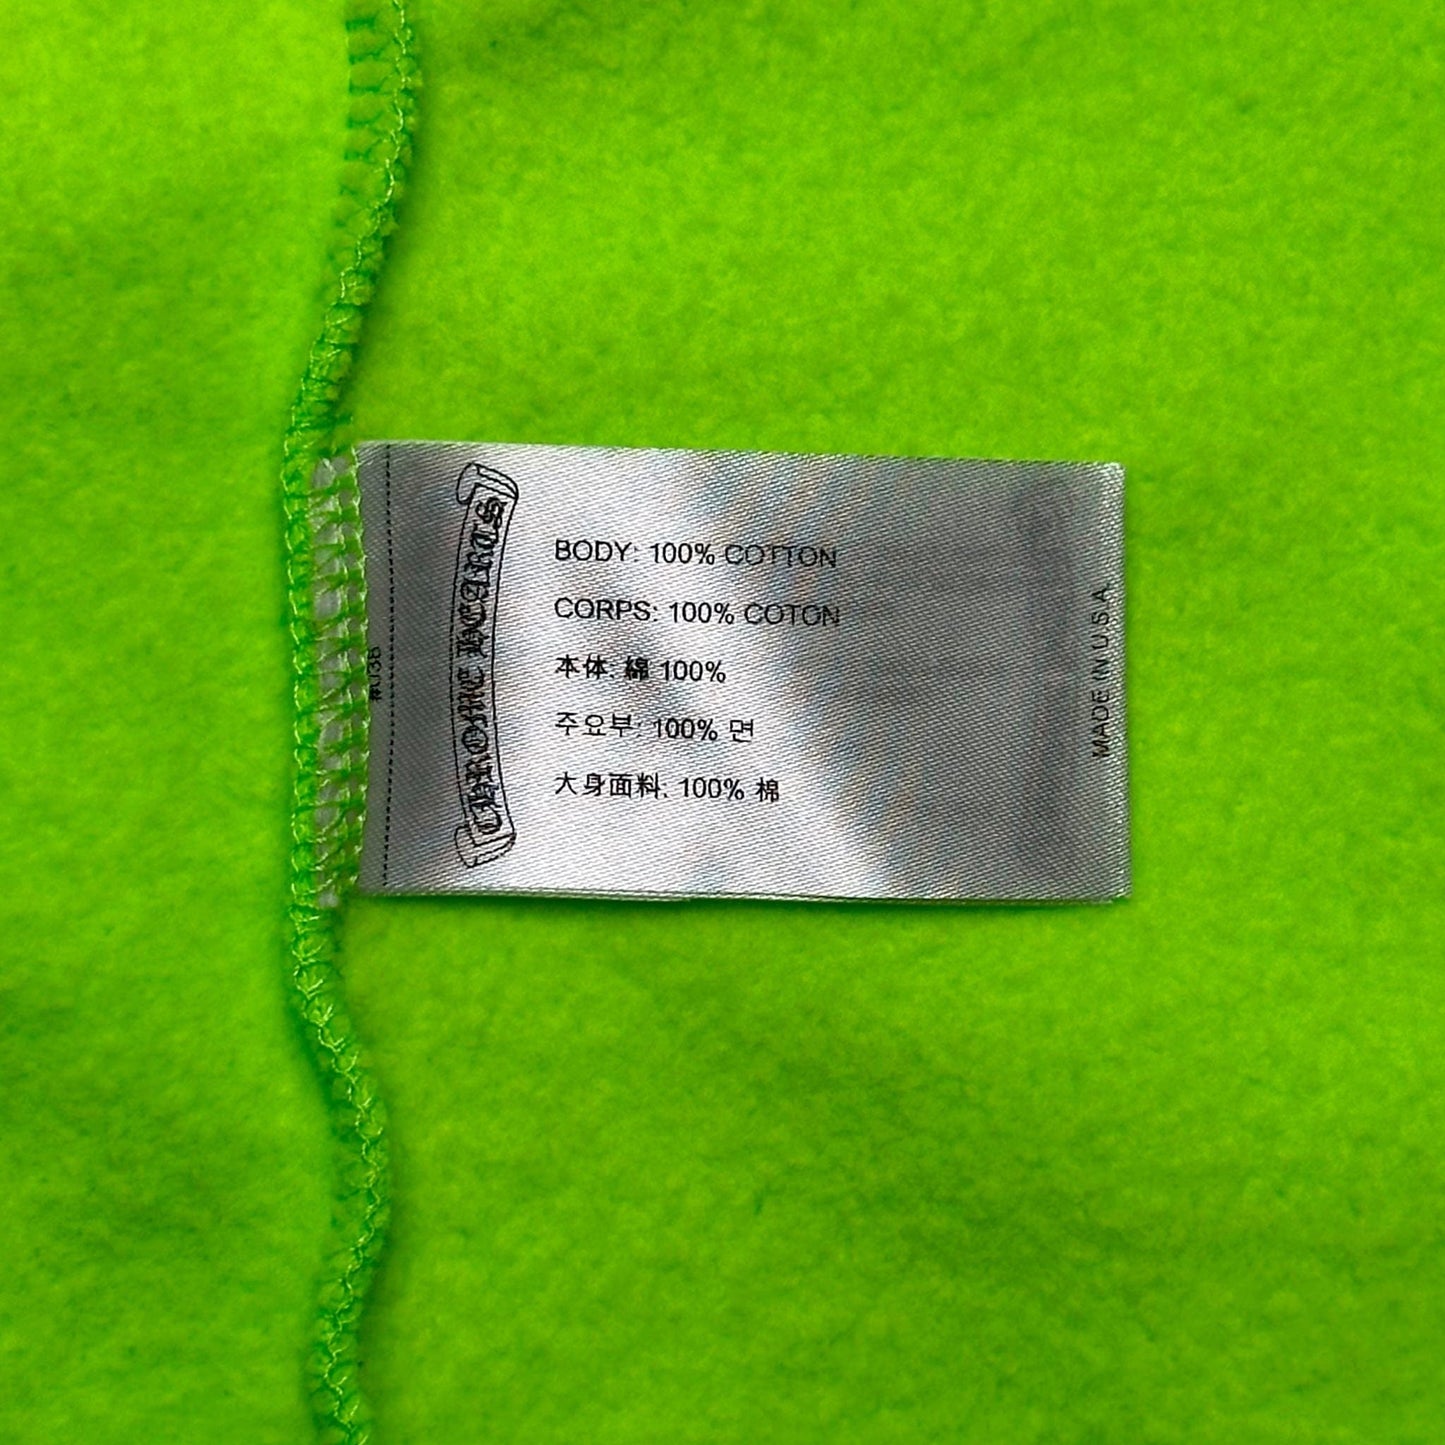 CHROME HEARTS
BODY: 100% COTTON
CORPS: 100% COTON
本体: 綿 100%
주요부: 100% 면
大身面料: 100% 棉
MADE IN U.S.A.